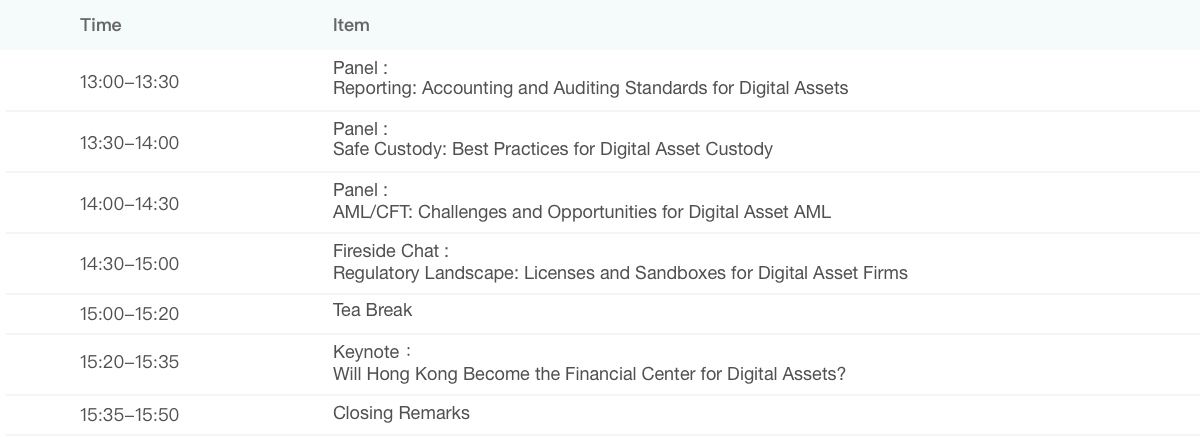 Time Item
13:00–13:30
Panel :
Reporting: Accounting and Auditing Standards for Digital Assets
13:30–14:00
Panel :
Safe Custody: Best Practices for Digital Asset Custody
14:00–14:30
Panel :
AML/CFT: Challenges and Opportunities for Digital Asset AML
14:30–15:00
Fireside Chat :
Regulatory Landscape: Licenses and Sandboxes for Digital Asset Firms
15:00–15:20 Tea Break
15:20–15:35
Keynote：
Will Hong Kong Become the Financial Center for Digital Assets?
15:35–15:50 Closing Remarks